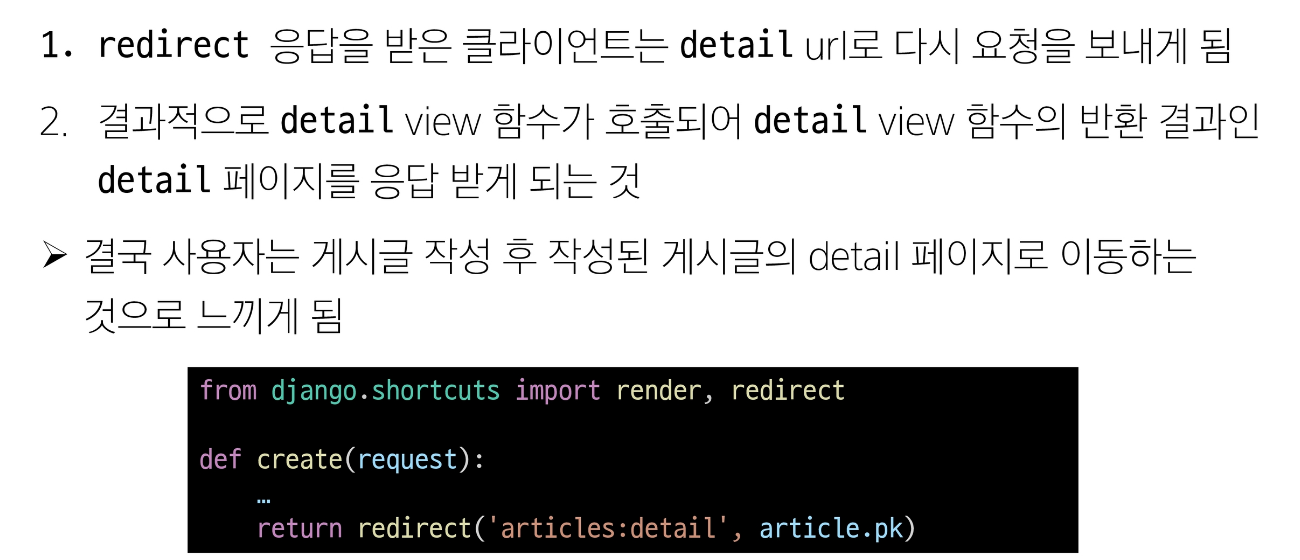 1. redirect 응답을 받은 클라이언트는 detail url로 다시 요청을 보내게 됨
2. 결과적으로 detail view 함수가 호출되어 detail view 함수의 반환 결과인
detail 페이지를 응답 받게 되는 것
➢ 결국 사용자는 게시글 작성 후 작성된 게시글의 detail 페이지로 이동하는
것으로 느끼게 됨
from django.shortcuts import render, redirect
def create(request):
    …
    return redirect('articles:detail', article.pk)